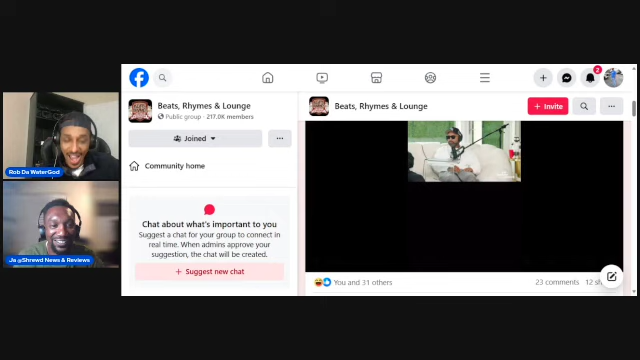 Rob Da WaterGod
Ja @Shrewd News & Reviews
Beats, Rhymes & Lounge
Public group · 217.0K members
Joined
Community home
Chat about what's important to you
Suggest a chat for your group to connect in
real time. When admins approve your
suggestion, the chat will be created.
+ Suggest new chat
2
Beats, Rhymes & Lounge
+ Invite
You and 31 others
23 comments
12